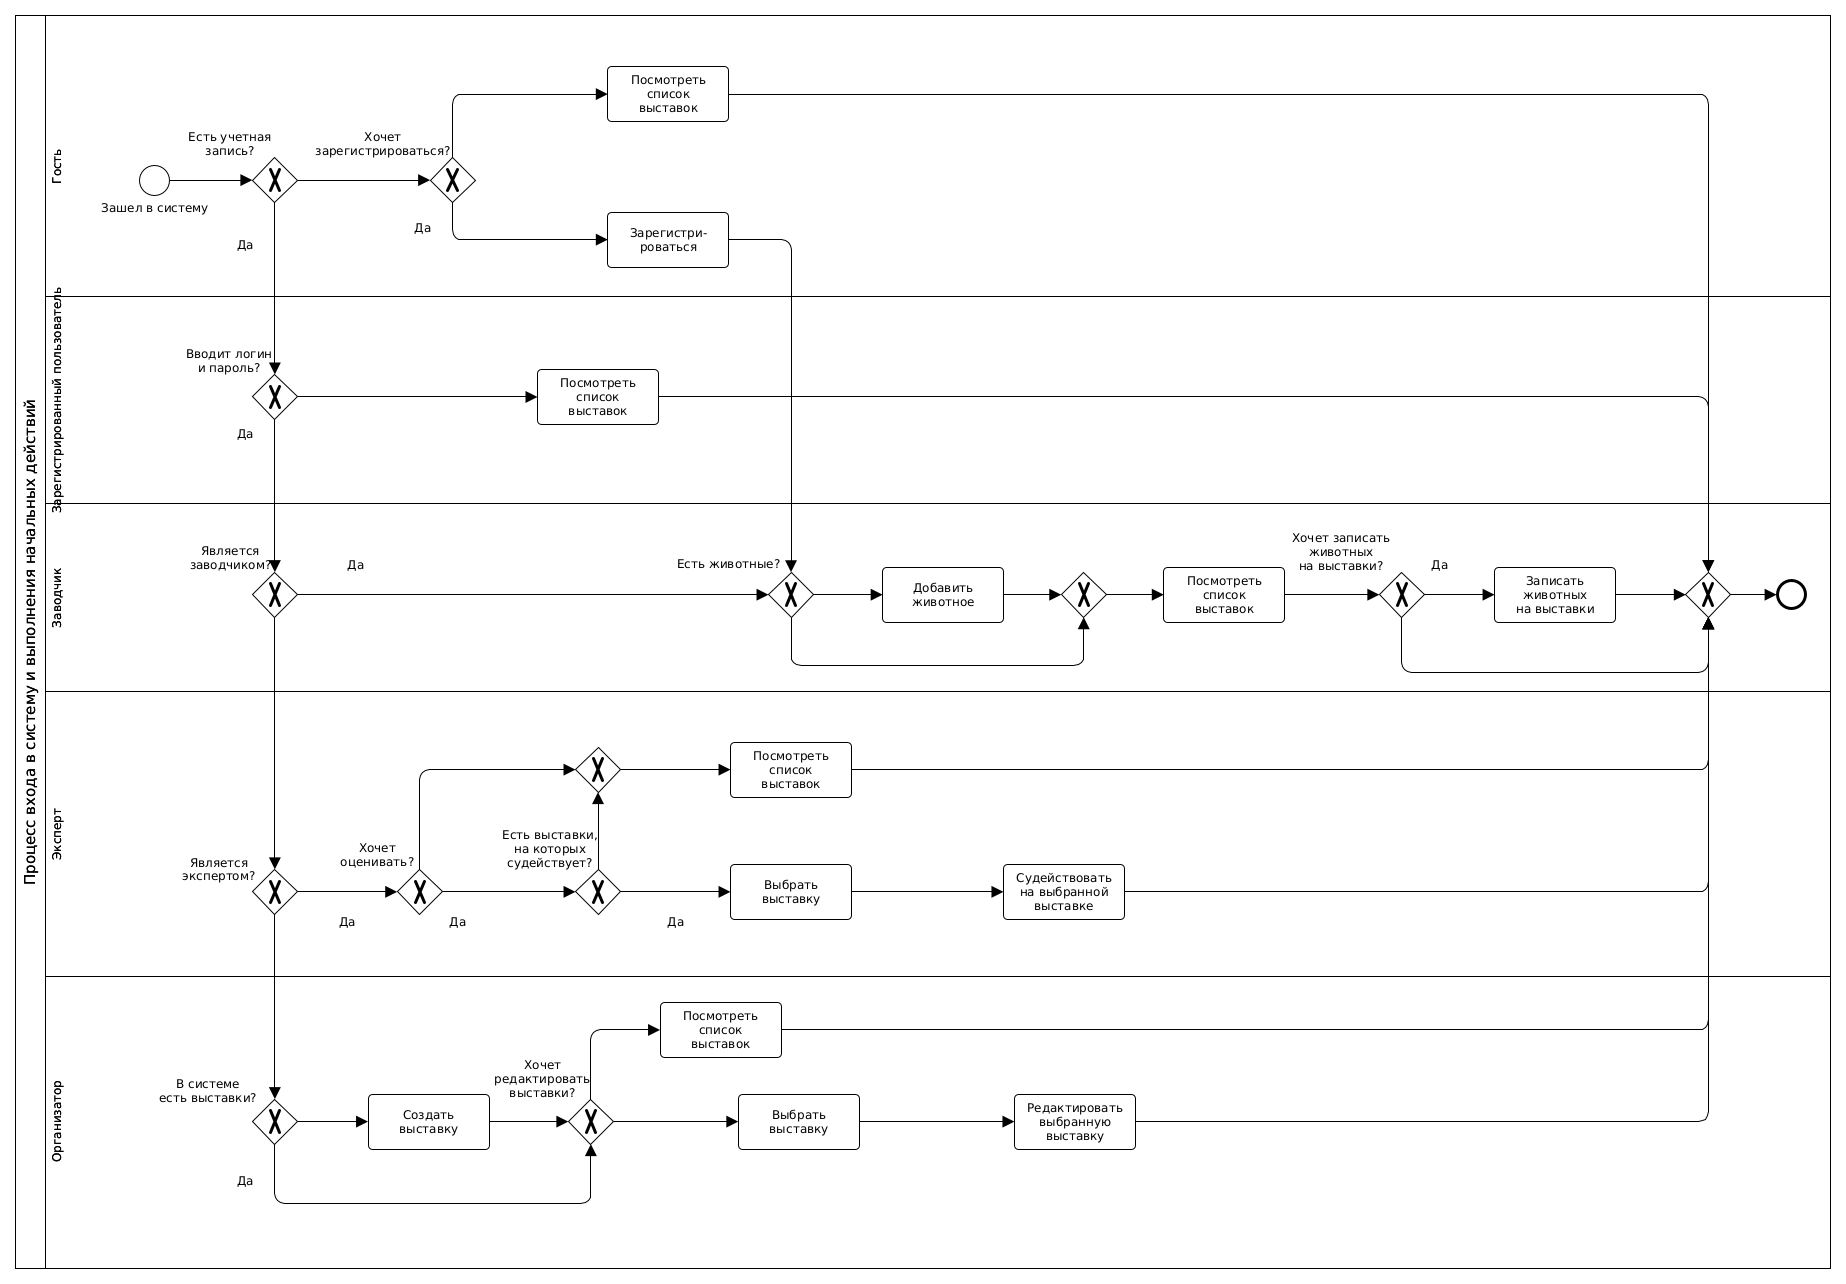 Процесс входа в систему и выполнения начальных действий
Гость
Посмотреть
список
выставок
Есть учетная
запись?
Хочет
зарегистрироваться?
Зашел в систему
Да
Да
Зарегистри-
роваться
Зарегистрированный пользователь
Вводит логин
и пароль?
Посмотреть
список
выставок
Да
Заводчик
Является
заводчиком?
Да
Есть животные?
Добавить
животное
Посмотреть
список
выставок
Хочет записать
животных
на выставки?
Да
Записать
животных
на выставки
Эксперт
Посмотреть
список
выставок
Является
экспертом?
Да
Хочет
оценивать?
Да
Есть выставки,
на которых
судействует?
Да
Выбрать
выставку
Судействовать
на выбранной
выставке
Организатор
Посмотреть
список
выставок
В системе
есть выставки?
Да
Создать
выставку
Хочет
редактировать
выставки?
Выбрать
выставку
Редактировать
выбранную
выставку